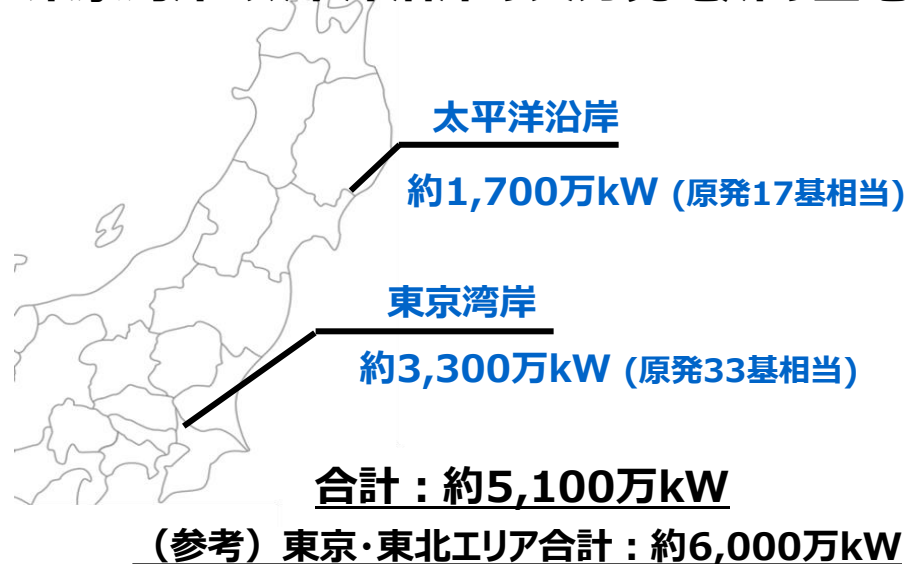 太平洋沿岸
約1,700万kW (原発17基相当)
東京湾岸
約3,300万kW (原発33基相当)
合計：約5,100万kW
（参考）東京･東北エリア合計：約6,000万kW